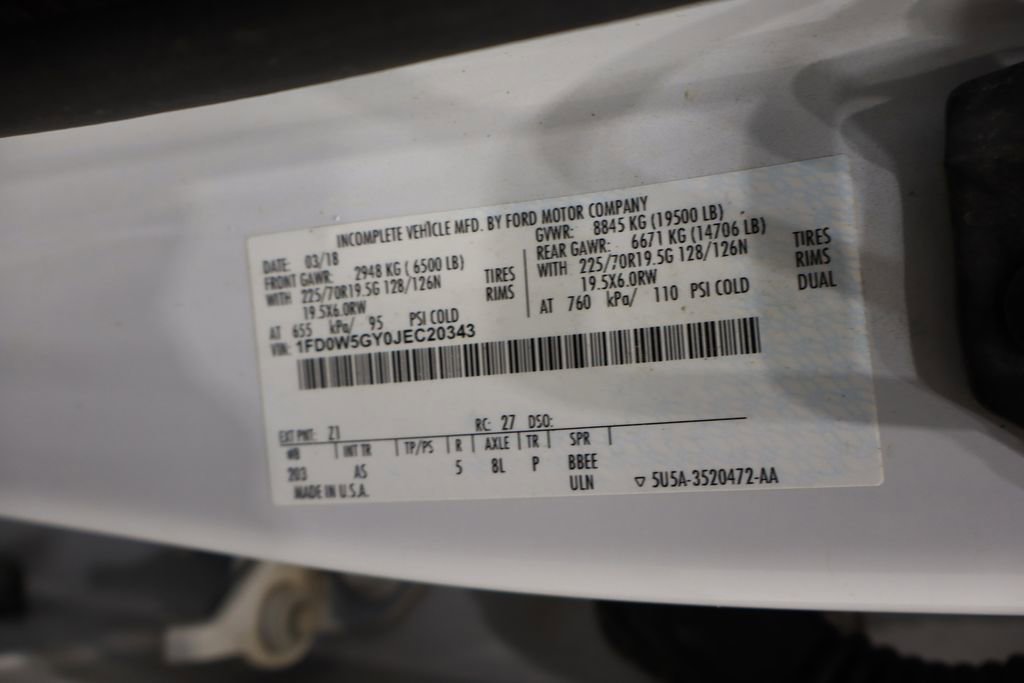 INCOMPLETE VEHICLE MFD. BY FORD MOTOR COMPANY
DATE: 03/18
GVWR: 8845 KG (19500 LB)
FRONT GAWR: 2948 KG ( 6500 LB)
REAR GAWR: 6671 KG (14706 LB)
WITH 225/70R19.5G 128/126N TIRES
WITH 225/70R19.5G 128/126N TIRES
19.5X6.0RW RIMS
19.5X6.0RW RIMS
AT 655 kPa/ 95 PSI COLD
AT 760 kPa/ 110 PSI COLD DUAL
VIN: 1FD0W5GY0JEC20343
EXT PNT: Z1 RC: 27 DSO:
WB INT TR TP/PS R AXLE TR SPR
203 AS 5 8L P BBEE
MADE IN U.S.A. ULN ▽ 5U5A-3520472-AA